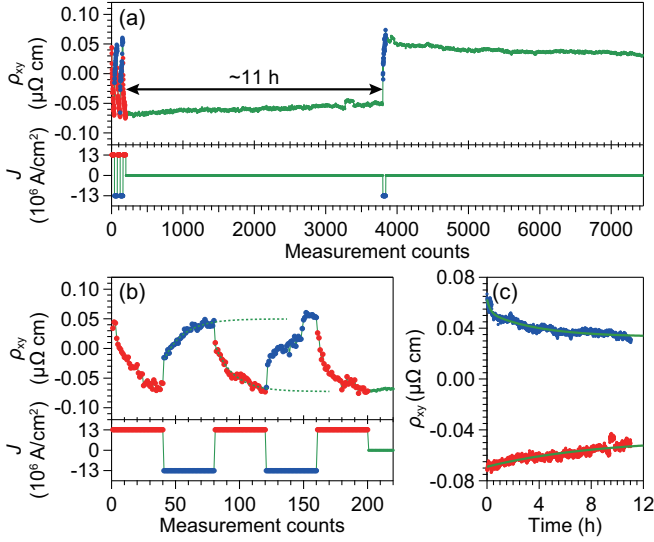 (a)
0.10
0.05
0.00
-0.05
-0.10
ρxy
(μΩ cm)
~11 h
13
0
-13
J
(10⁶ A/cm²)
0 1000 2000 3000 4000 5000 6000 7000
Measurement counts
(b)
0.10
0.05
0.00
-0.05
-0.10
ρxy
(μΩ cm)
13
0
-13
J
(10⁶ A/cm²)
0 50 100 150 200
Measurement counts
(c)
0.08
0.04
0.00
-0.04
-0.08
ρxy (μΩ cm)
0 4 8 12
Time (h)